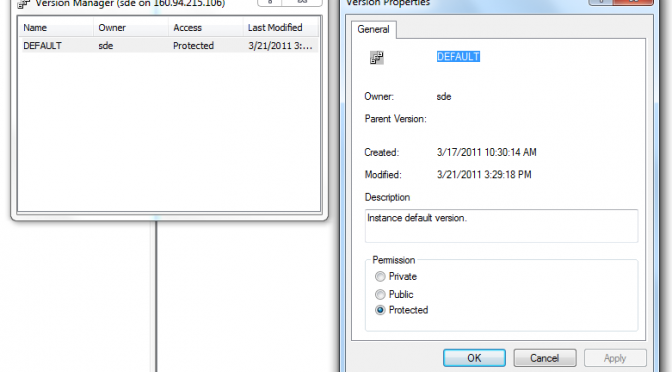 Version Manager (sde on 160.94.215.106)
Name Owner Access Last Modified
DEFAULT sde Protected 3/21/2011 3:...
Version Properties
General
DEFAULT
Owner: sde
Parent Version:
Created: 3/17/2011 10:30:14 AM
Modified: 3/21/2011 3:29:18 PM
Description
Instance default version.
Permission
Private
Public
Protected
OK Cancel Apply